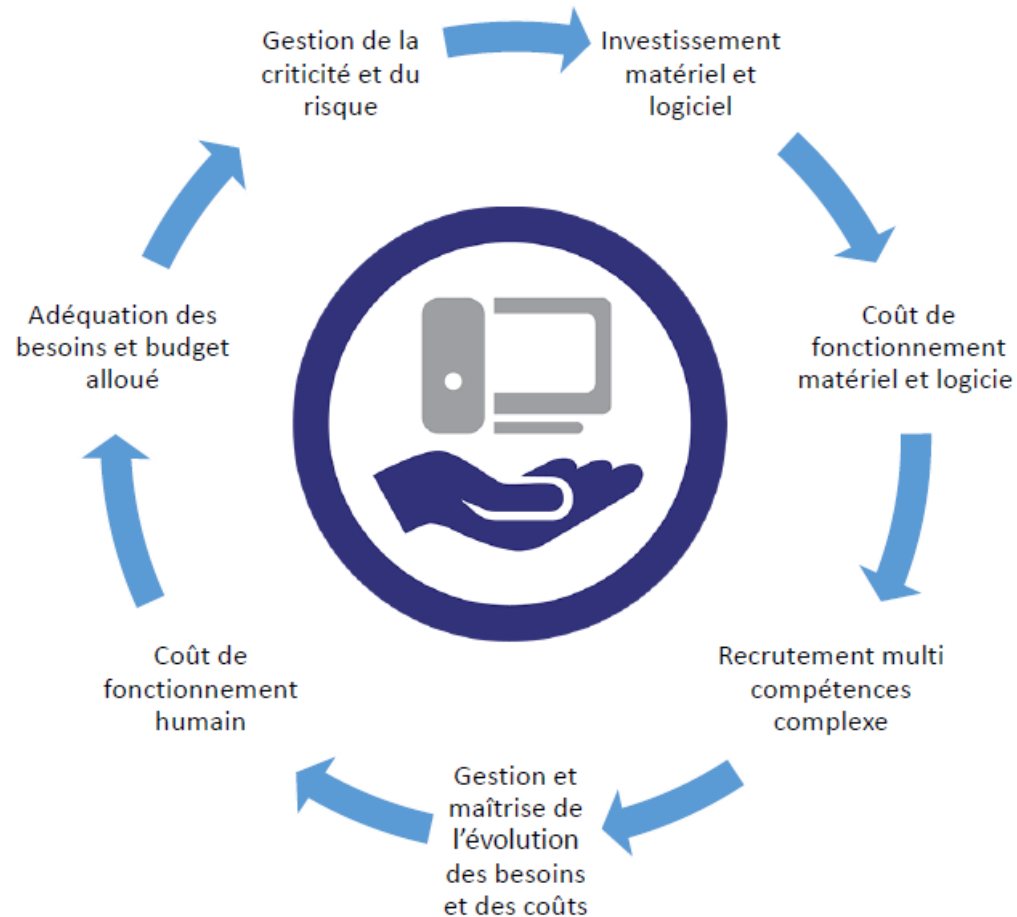 Gestion de la
criticité et du
risque
Investissement
matériel et
logiciel
Coût de
fonctionnement
matériel et logicie
Recrutement multi
compétences
complexe
Gestion et
maîtrise de
l’évolution
des besoins
et des coûts
Coût de
fonctionnement
humain
Adéquation des
besoins et budget
alloué